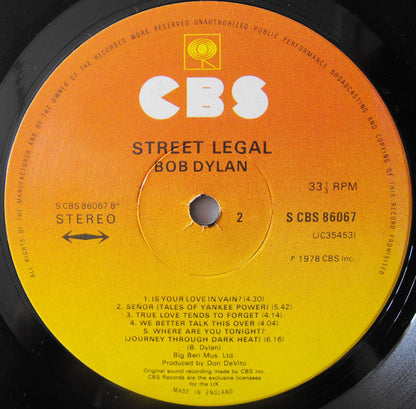 ALL RIGHTS OF THE MANUFACTURER AND OF THE OWNER OF THE RECORDED WORK RESERVED UNAUTHORIZED PUBLIC PERFORMANCE BROADCASTING AND COPYING OF THIS RECORD PROHIBITED
CBS
STREET LEGAL
BOB DYLAN
33⅓ RPM
S CBS 86067 B°
STEREO
2
S CBS 86067
(JC35453)
℗ 1978 CBS Inc.
1. IS YOUR LOVE IN VAIN? (4.30)
2. SEÑOR (TALES OF YANKEE POWER) (5.42)
3. TRUE LOVE TENDS TO FORGET (4.14)
4. WE BETTER TALK THIS OVER (4.04)
5. WHERE ARE YOU TONIGHT?
(JOURNEY THROUGH DARK HEAT) (6.16)
(B. Dylan)
Big Ben Mus. Ltd.
Produced by Don DeVito
Original sound recording made by CBS Inc.
CBS Records are the exclusive licensees
for the UK
MADE IN ENGLAND